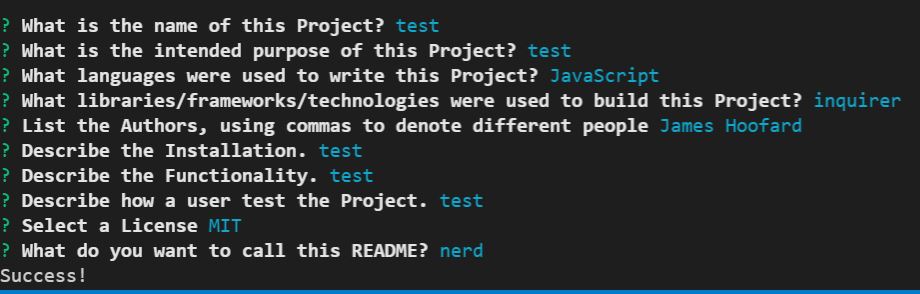 ? What is the name of this Project? test
? What is the intended purpose of this Project? test
? What languages were used to write this Project? JavaScript
? What libraries/frameworks/technologies were used to build this Project? inquirer
? List the Authors, using commas to denote different people James Hoofard
? Describe the Installation. test
? Describe the Functionality. test
? Describe how a user test the Project. test
? Select a License MIT
? What do you want to call this README? nerd
Success!